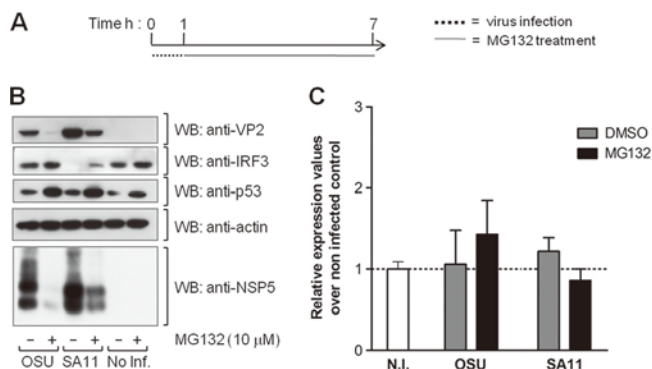 A
Time h : 0 1 7
= virus infection
= MG132 treatment
B
WB: anti-VP2
WB: anti-IRF3
WB: anti-p53
WB: anti-actin
WB: anti-NSP5
− + − + − + MG132 (10 µM)
OSU SA11 No Inf.
C
Relative expression values
over non infected control
3
2
1
0
DMSO
MG132
N.I. OSU SA11